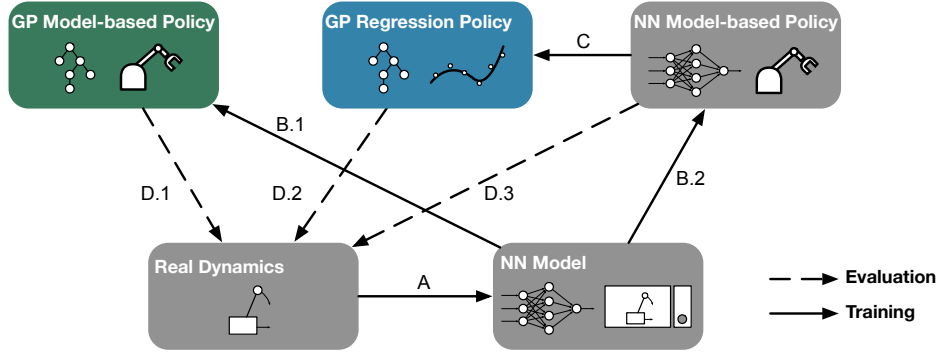 GP Model-based Policy
GP Regression Policy
NN Model-based Policy
C
B.1
B.2
D.1
D.2
D.3
Real Dynamics
A
NN Model
Evaluation
Training